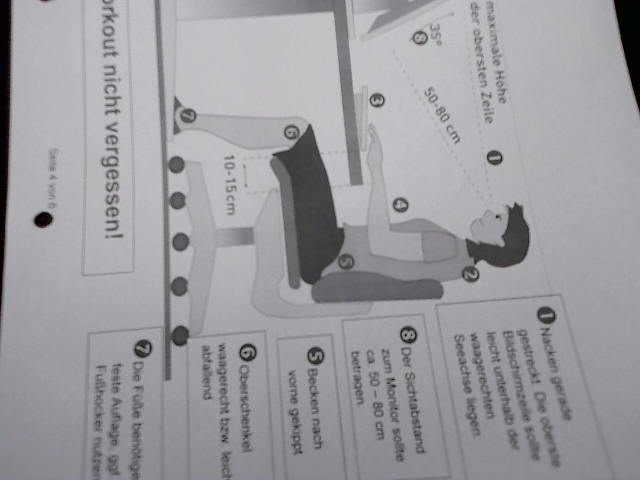 maximale Höhe
der obersten Zeile
35°
8
50-80 cm
1
3
4
2
5
6
7
10-15 cm
1 Nacken gerade
gestreckt. Die oberste
Bildschirmzeile sollte
leicht unterhalb der
waagerechten
Seeachse liegen.
8 Der Sichtabstand
zum Monitor sollte
ca. 50 – 80 cm
betragen.
5 Becken nach
vorne gekippt
6 Oberschenkel
waagerecht bzw. leich
abfallend
7 Die Füße benötige
feste Auflage, ggf.
Fußhocker nutzen
orkout nicht vergessen!
Seite 4 von 6